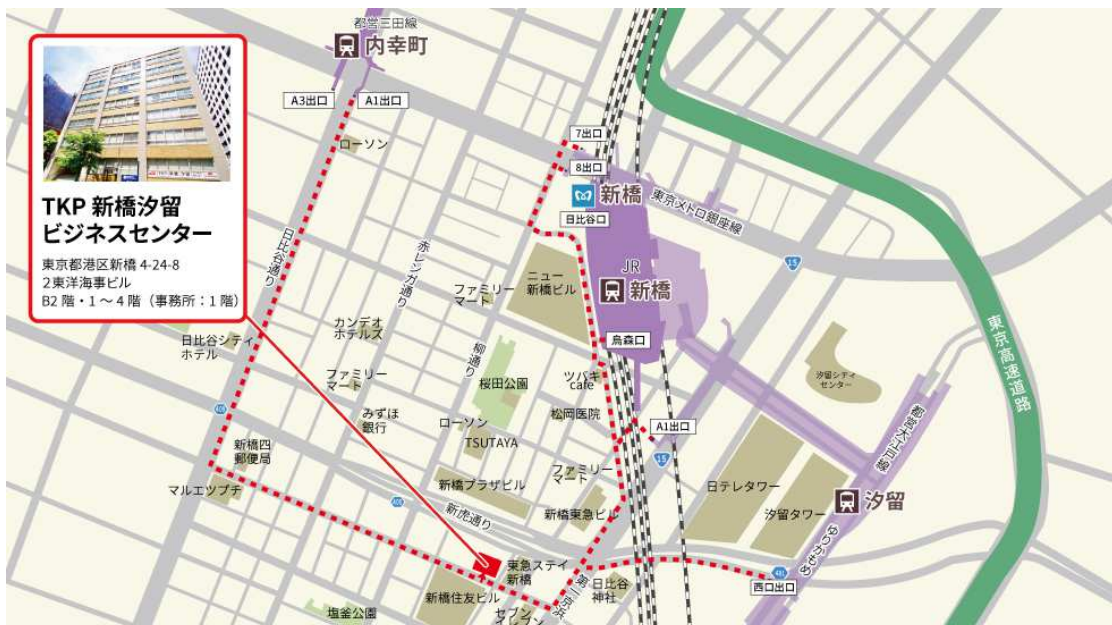 都営三田線
内幸町
A3出口
A1出口
ローソン
TKP 新橋汐留
ビジネスセンター
東京都港区新橋 4-24-8
2東洋海事ビル
B2 階・1 ～ 4 階（事務所：1 階）
7出口
8出口
新橋
日比谷口
東京メトロ銀座線
15
日比谷通り
赤レンガ通り
ニュー
新橋ビル
ファミリー
マート
JR
新橋
烏森口
東京高速道路
日比谷シティ
ホテル
カンデオ
ホテルズ
柳通り
桜田公園
ツバキ
cafe
汐留シティ
センター
ファミリー
マート
松岡医院
409
みずほ
銀行
ローソン
TSUTAYA
A1出口
15
都営大江戸線
新橋四
郵便局
ファミリー
マート
日テレタワー
マルエツプチ
新橋プラザビル
405
新虎通り
新橋東急ビル
汐留タワー
汐留
ゆりかもめ
東急ステイ
新橋
第一京浜
日比谷
神社
481
西口出口
新橋住友ビル
塩釜公園
セブン
イレブン